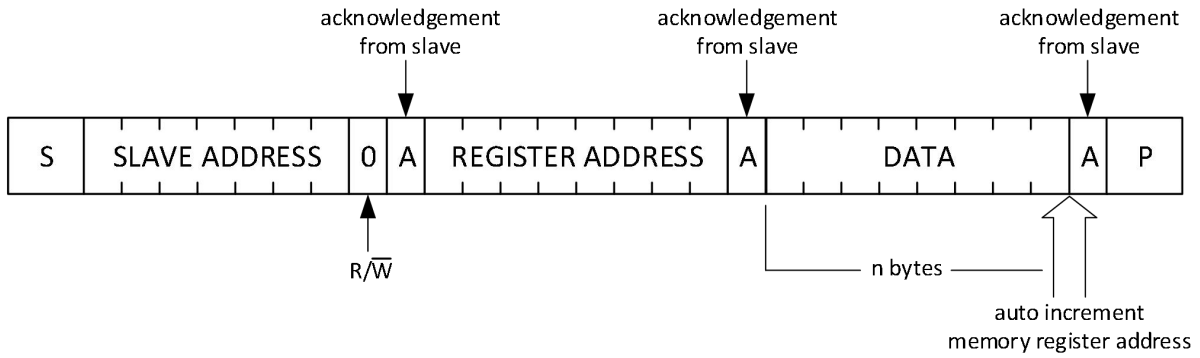 acknowledgement
from slave
acknowledgement
from slave
acknowledgement
from slave
S SLAVE ADDRESS 0 A REGISTER ADDRESS A DATA A P
R/W̅
n bytes
auto increment
memory register address